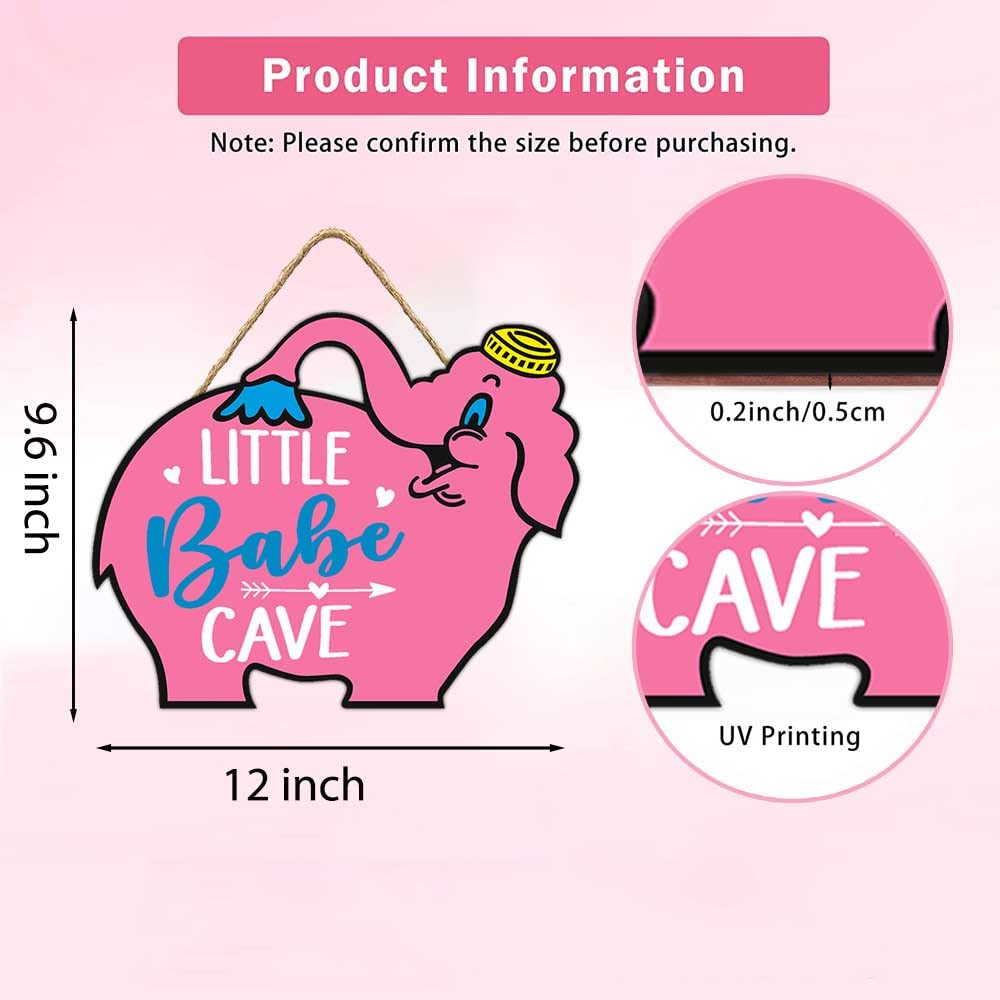 Product Information
Note: Please confirm the size before purchasing.
0.2inch/0.5cm
9.6 inch
LITTLE
Babe
CAVE
CAVE
UV Printing
12 inch